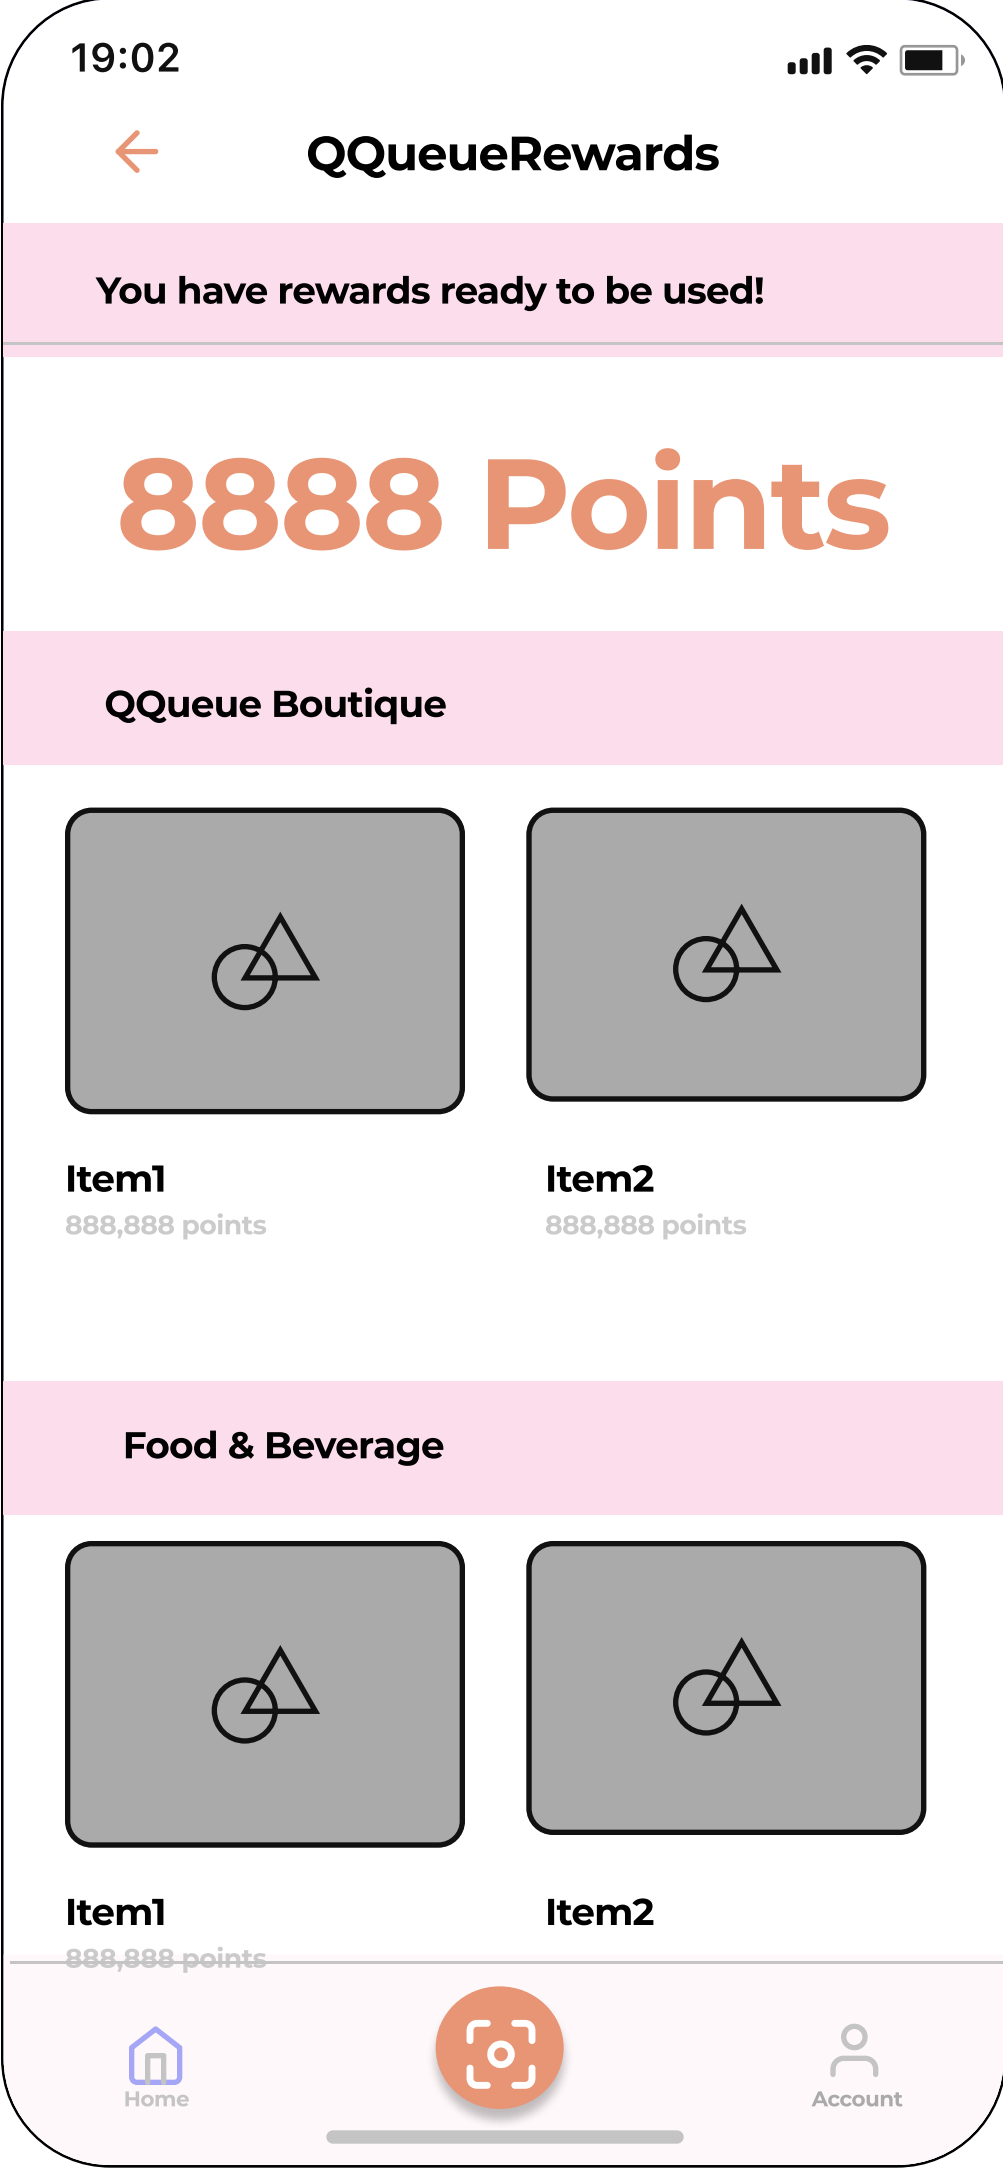 19:02
QQueueRewards
You have rewards ready to be used!
8888 Points
QQueue Boutique
Item1
Item2
888,888 points
888,888 points
Food & Beverage
Item1
Item2
888,888 points
Home
Account